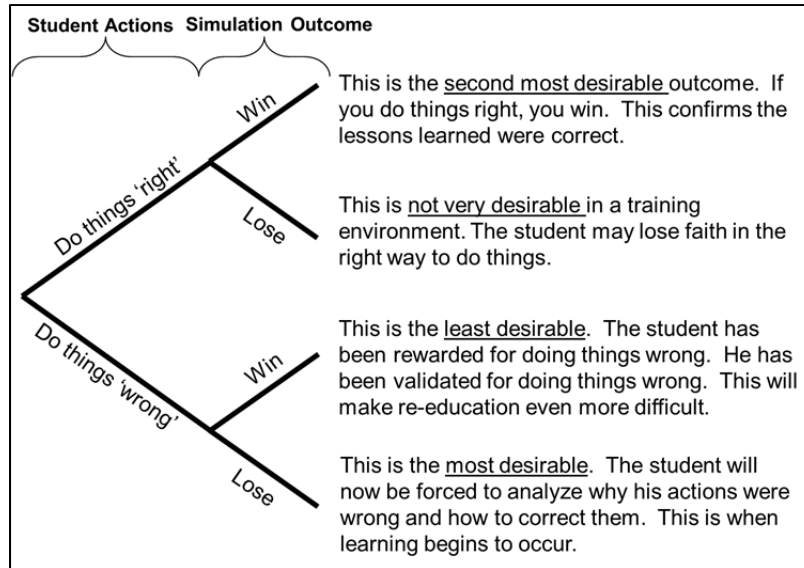 Student Actions Simulation Outcome
Win
This is the second most desirable outcome. If
you do things right, you win. This confirms the
lessons learned were correct.
Do things 'right'
Lose
This is not very desirable in a training
environment. The student may lose faith in the
right way to do things.
Do things 'wrong'
Win
This is the least desirable. The student has
been rewarded for doing things wrong. He has
been validated for doing things wrong. This will
make re-education even more difficult.
Lose
This is the most desirable. The student will
now be forced to analyze why his actions were
wrong and how to correct them. This is when
learning begins to occur.